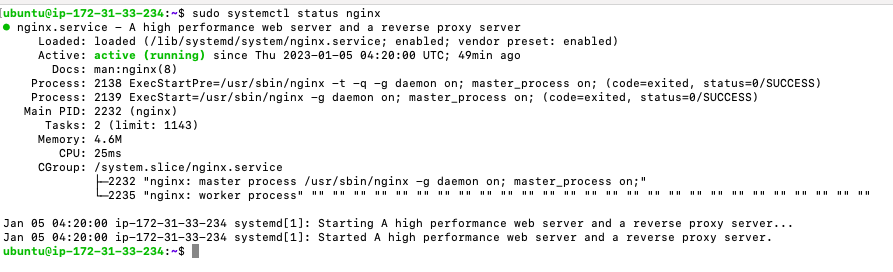 [ubuntu@ip-172-31-33-234:~$ sudo systemctl status nginx
● nginx.service - A high performance web server and a reverse proxy server
Loaded: loaded (/lib/systemd/system/nginx.service; enabled; vendor preset: enabled)
Active: active (running) since Thu 2023-01-05 04:20:00 UTC; 49min ago
Docs: man:nginx(8)
Process: 2138 ExecStartPre=/usr/sbin/nginx -t -q -g daemon on; master_process on; (code=exited, status=0/SUCCESS)
Process: 2139 ExecStart=/usr/sbin/nginx -g daemon on; master_process on; (code=exited, status=0/SUCCESS)
Main PID: 2232 (nginx)
Tasks: 2 (limit: 1143)
Memory: 4.6M
CPU: 25ms
CGroup: /system.slice/nginx.service
├─2232 "nginx: master process /usr/sbin/nginx -g daemon on; master_process on;"
└─2235 "nginx: worker process" "" "" "" "" "" "" "" "" "" "" "" "" "" "" "" "" "" "" "" "" "" "" "" "" "" "" ""
Jan 05 04:20:00 ip-172-31-33-234 systemd[1]: Starting A high performance web server and a reverse proxy server...
Jan 05 04:20:00 ip-172-31-33-234 systemd[1]: Started A high performance web server and a reverse proxy server.
ubuntu@ip-172-31-33-234:~$